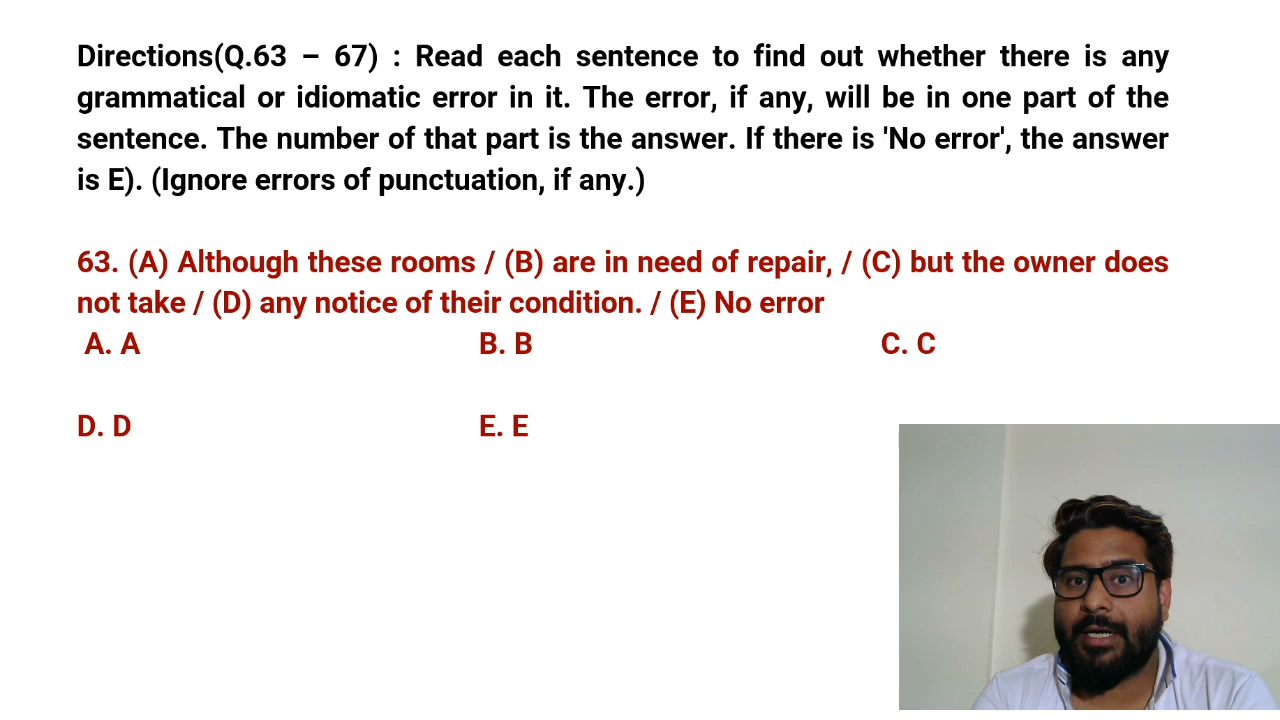 Directions(Q.63 – 67) : Read each sentence to find out whether there is any
grammatical or idiomatic error in it. The error, if any, will be in one part of the
sentence. The number of that part is the answer. If there is 'No error', the answer
is E). (Ignore errors of punctuation, if any.)
63. (A) Although these rooms / (B) are in need of repair, / (C) but the owner does
not take / (D) any notice of their condition. / (E) No error
A. A B. B C. C
D. D E. E